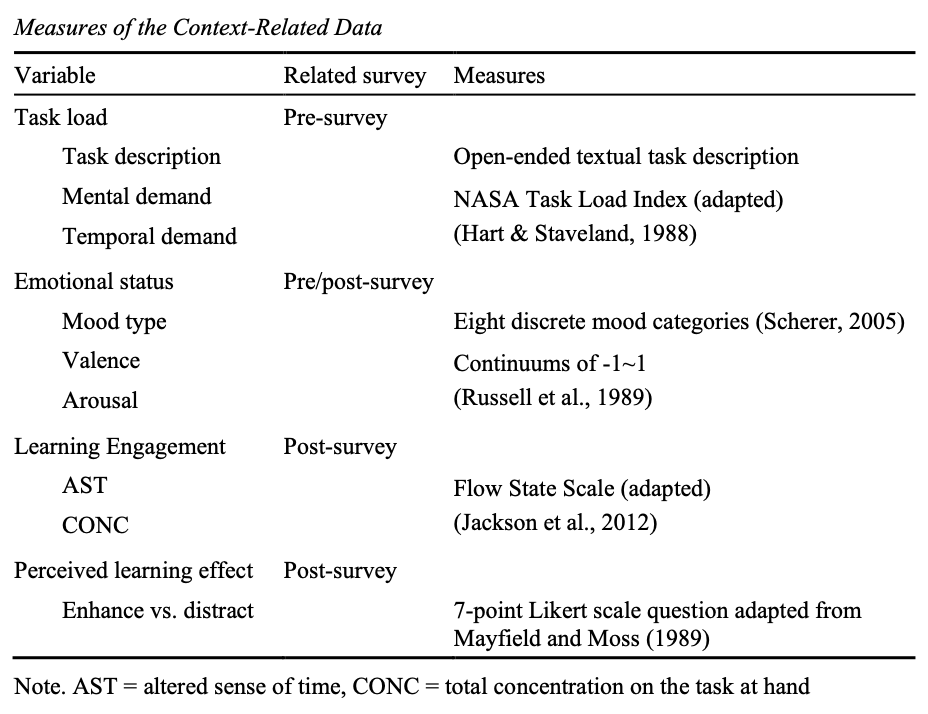 Measures of the Context-Related Data
Variable Related survey Measures
Task load Pre-survey
Task description Open-ended textual task description
Mental demand NASA Task Load Index (adapted)
Temporal demand (Hart & Staveland, 1988)
Emotional status Pre/post-survey
Mood type Eight discrete mood categories (Scherer, 2005)
Valence Continuums of -1~1
Arousal (Russell et al., 1989)
Learning Engagement Post-survey
AST Flow State Scale (adapted)
CONC (Jackson et al., 2012)
Perceived learning effect Post-survey
Enhance vs. distract 7-point Likert scale question adapted from
Mayfield and Moss (1989)
Note. AST = altered sense of time, CONC = total concentration on the task at hand